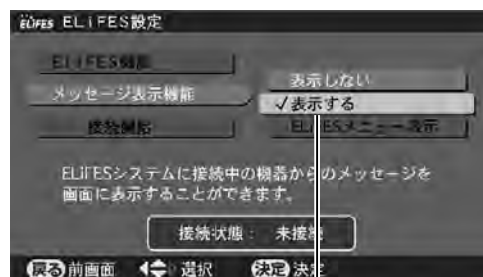 ELiFES ELiFES設定
ELiFES機能
メッセージ表示機能
表示しない
✓表示する
接続開始
ELiFESメニュー表示
ELiFESシステムに接続中の機器からのメッセージを
画面に表示することができます。
接続状態: 未接続
戻る 前画面 選択 決定 決定